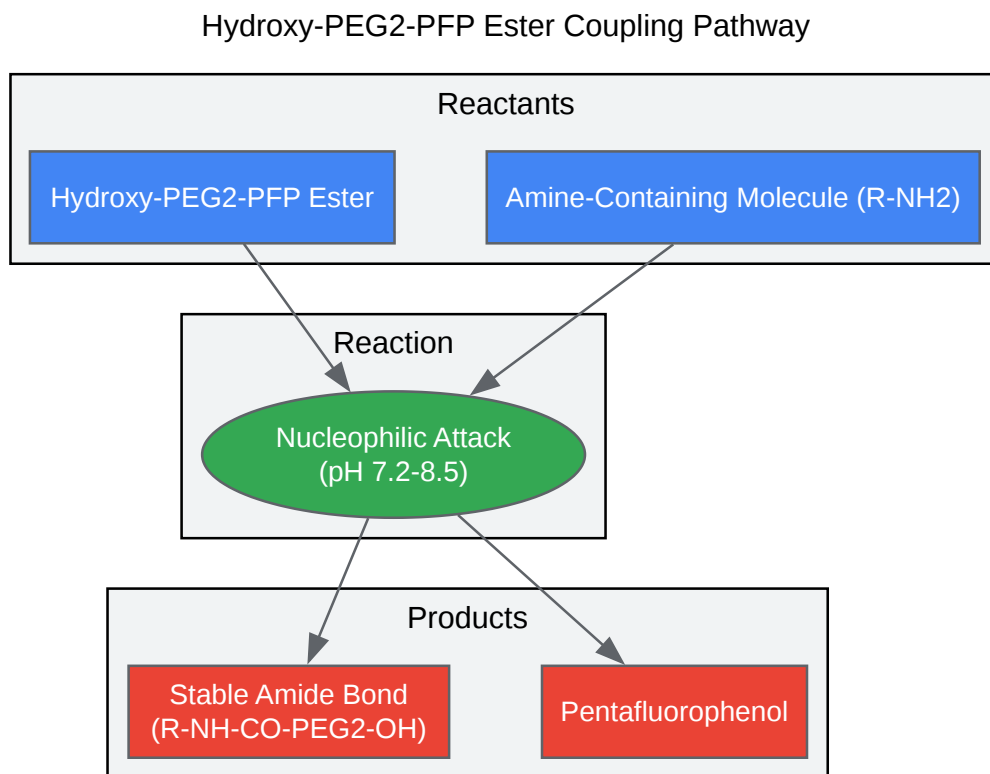 Hydroxy-PEG2-PFP Ester Coupling Pathway
Reactants
Hydroxy-PEG2-PFP Ester
Amine-Containing Molecule (R-NH2)
Reaction
Nucleophilic Attack
(pH 7.2-8.5)
Products
Stable Amide Bond
(R-NH-CO-PEG2-OH)
Pentafluorophenol